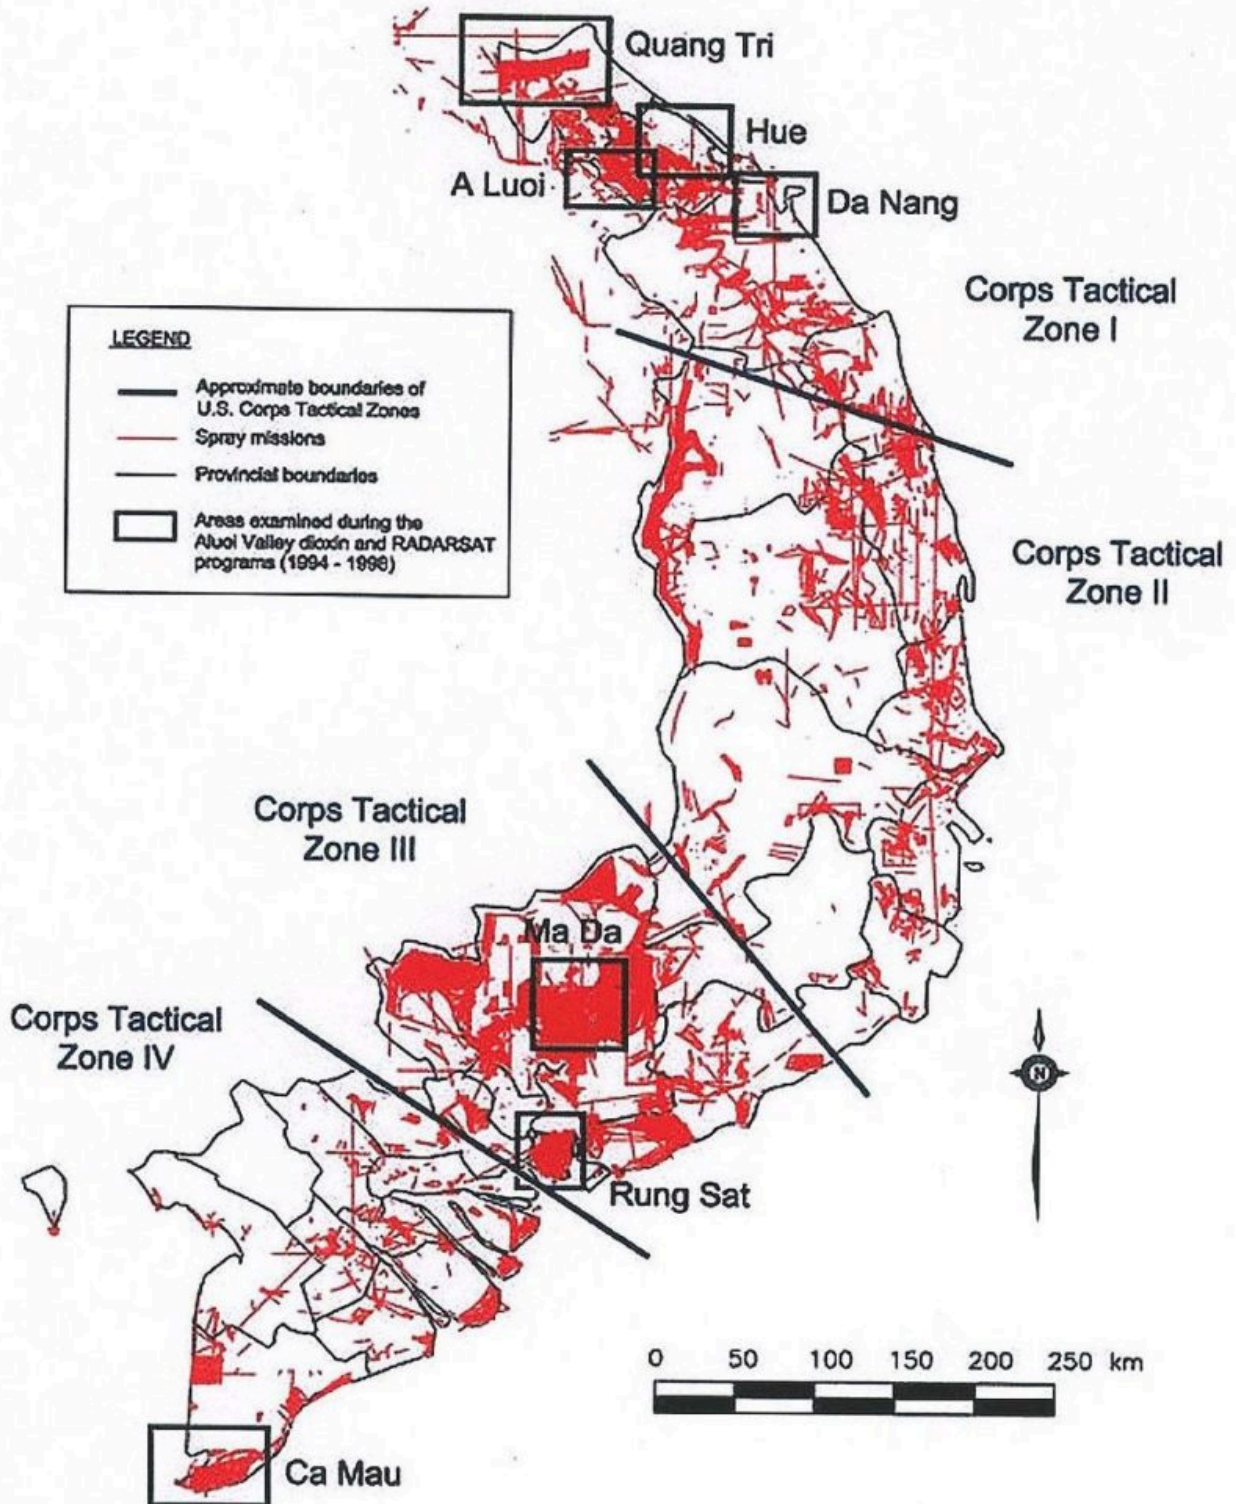 Quang Tri
Hue
A Luoi
Da Nang
Corps Tactical
Zone I
LEGEND
Approximate boundaries of
U.S. Corps Tactical Zones
Spray missions
Provincial boundaries
Areas examined during the
Aluoi Valley dioxin and RADARSAT
programs (1994 - 1998)
Corps Tactical
Zone II
Corps Tactical
Zone III
Ma Da
Corps Tactical
Zone IV
N
Rung Sat
0 50 100 150 200 250 km
Ca Mau